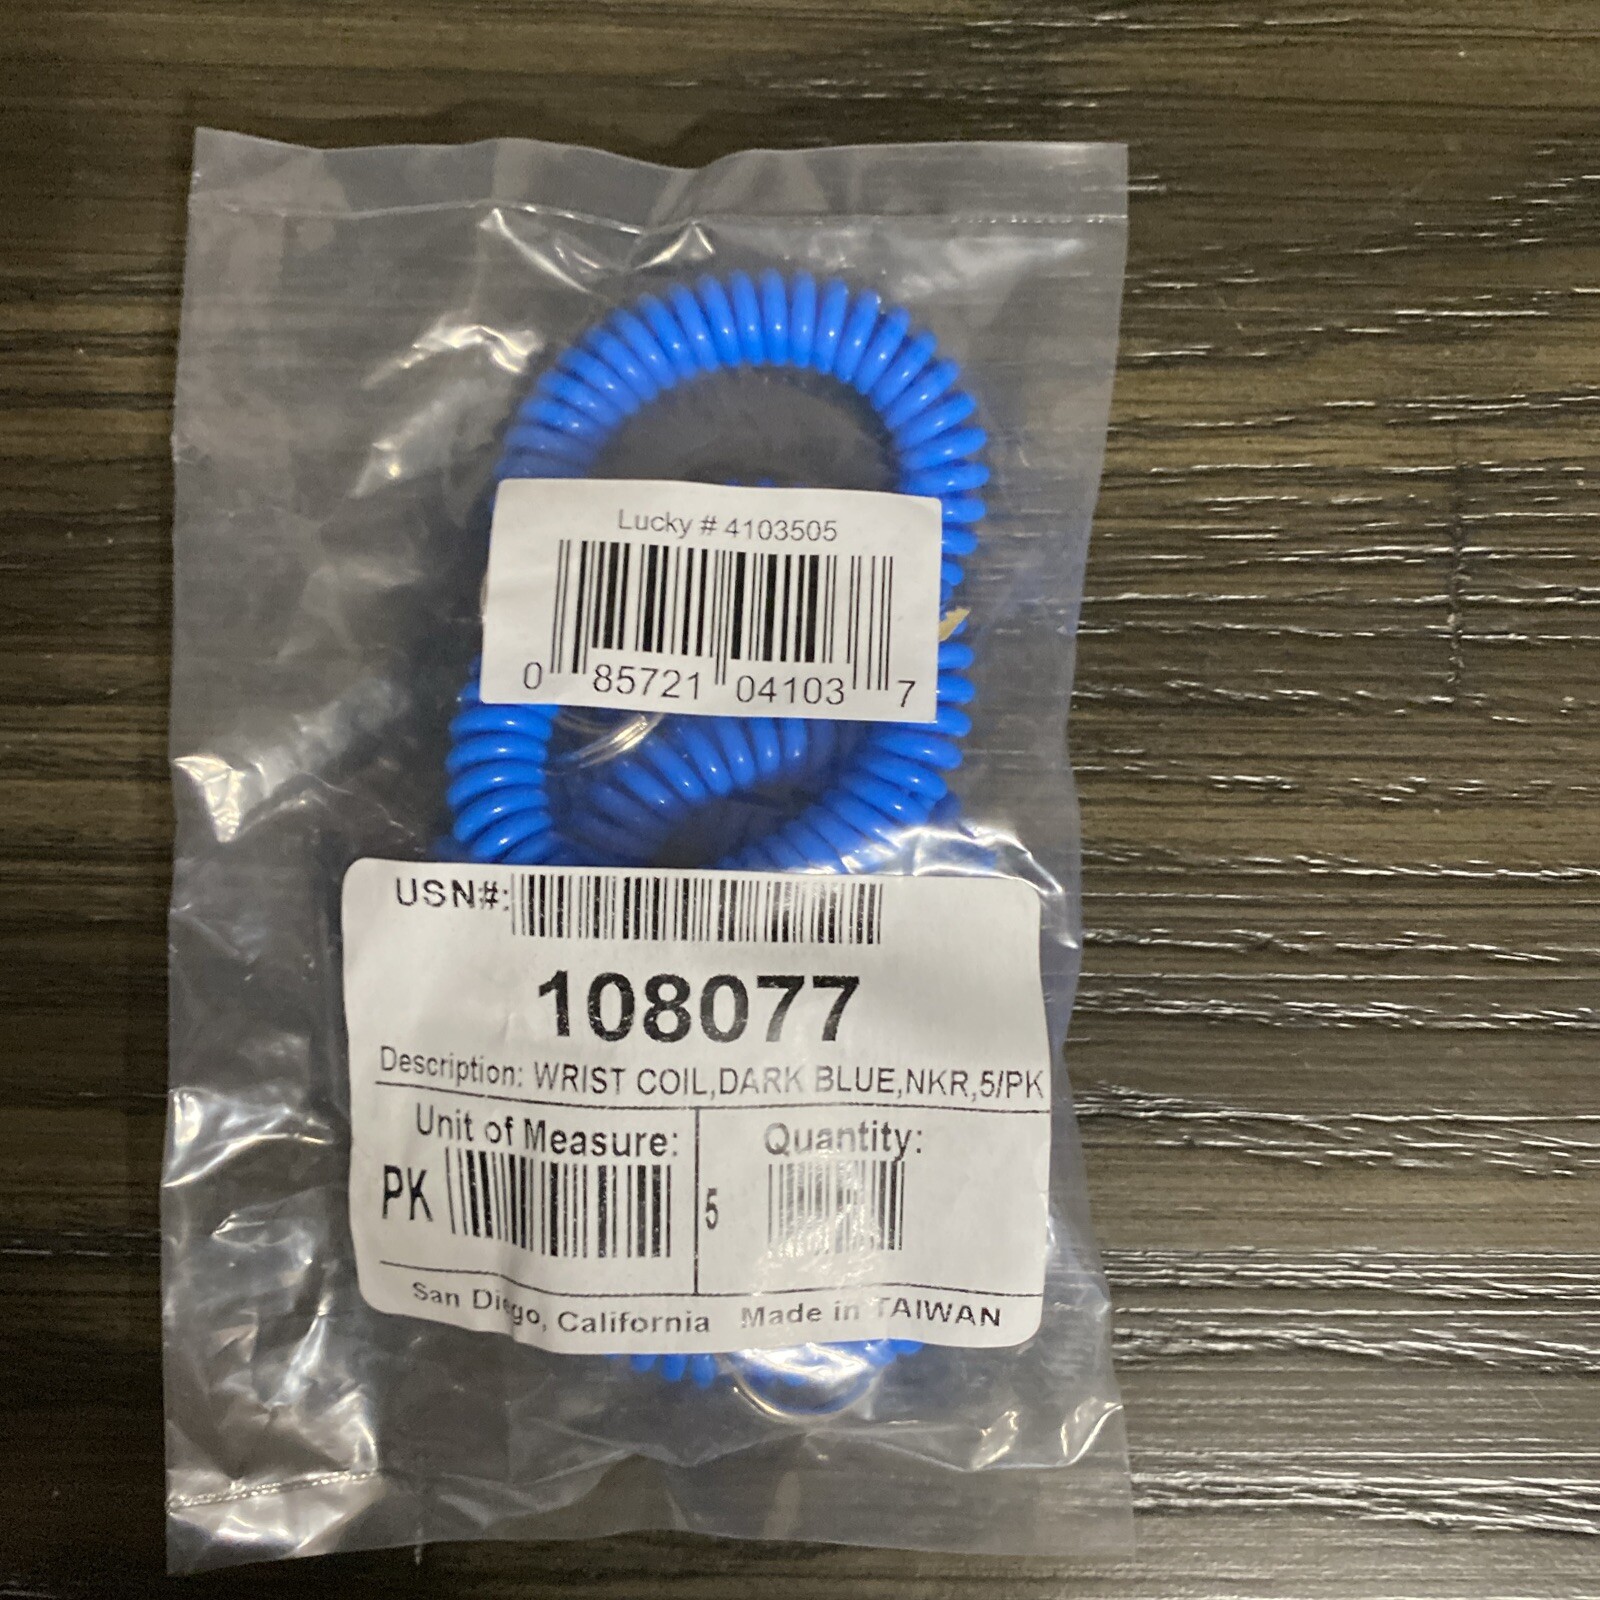 Lucky # 4103505
0 85721 04103 7
USN#:
108077
Description: WRIST COIL,DARK BLUE,NKR,5/PK
Unit of Measure:
PK
Quantity:
5
San Diego, California Made in TAIWAN